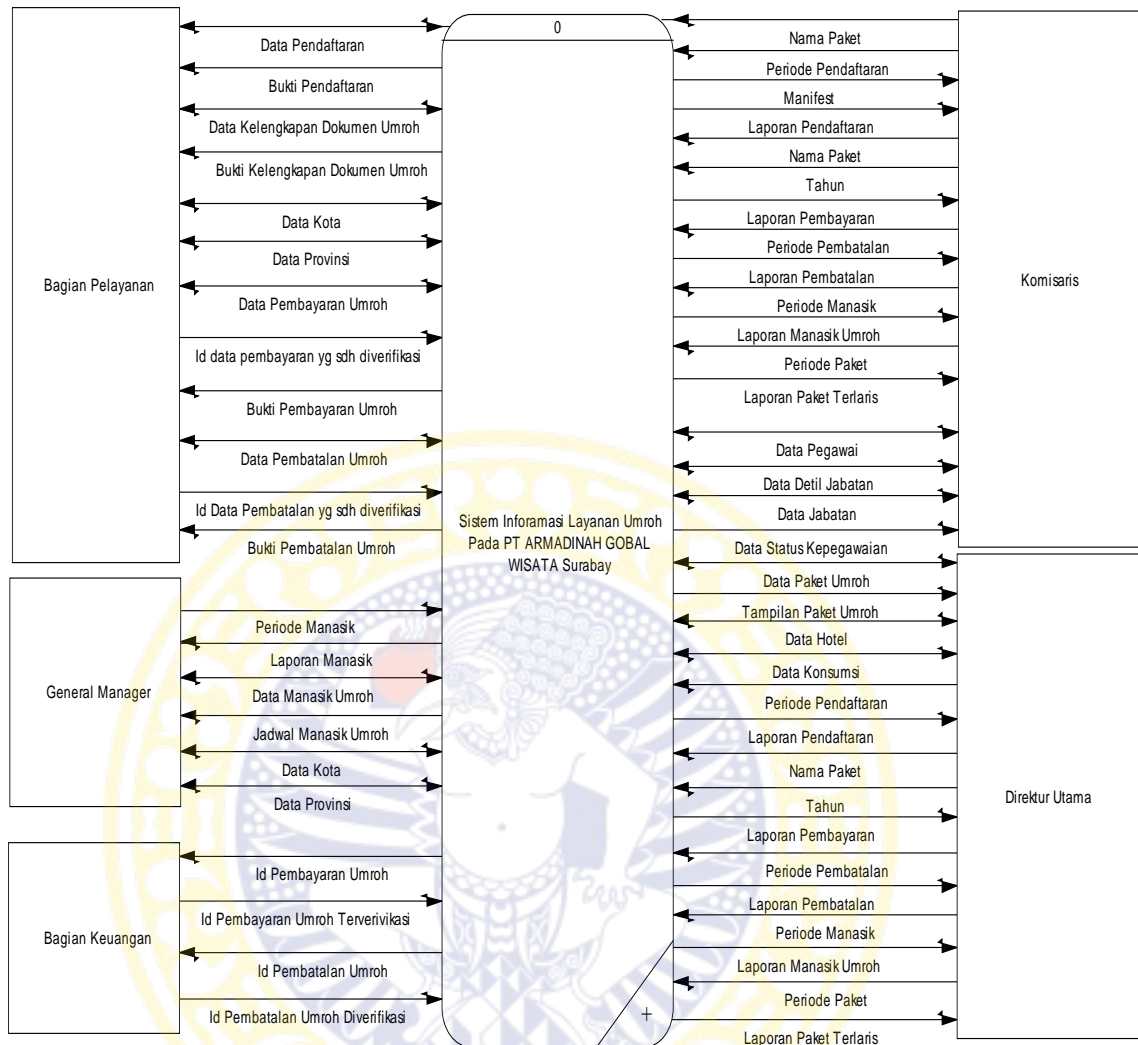 0
Data Pendaftaran
Bukti Pendaftaran
Data Kelengkapan Dokumen Umroh
Bukti Kelengkapan Dokumen Umroh
Data Kota
Data Provinsi
Bagian Pelayanan
Data Pembayaran Umroh
Id data pembayaran yg sdh diverifikasi
Bukti Pembayaran Umroh
Data Pembatalan Umroh
Id Data Pembatalan yg sdh diverifikasi
Bukti Pembatalan Umroh
Periode Manasik
Laporan Manasik
General Manager
Data Manasik Umroh
Jadwal Manasik Umroh
Data Kota
Data Provinsi
Id Pembayaran Umroh
Id Pembayaran Umroh Terverivikasi
Bagian Keuangan
Id Pembatalan Umroh
Id Pembatalan Umroh Diverifikasi
Sistem Inforamasi Layanan Umroh
Pada PT ARMADINAH GOBAL
WISATA Surabay
+
Nama Paket
Periode Pendaftaran
Manifest
Laporan Pendaftaran
Nama Paket
Tahun
Laporan Pembayaran
Periode Pembatalan
Laporan Pembatalan
Komisaris
Periode Manasik
Laporan Manasik Umroh
Periode Paket
Laporan Paket Terlaris
Data Pegawai
Data Detil Jabatan
Data Jabatan
Data Status Kepegawaian
Data Paket Umroh
Tampilan Paket Umroh
Data Hotel
Data Konsumsi
Periode Pendaftaran
Laporan Pendaftaran
Nama Paket
Direktur Utama
Tahun
Laporan Pembayaran
Periode Pembatalan
Laporan Pembatalan
Periode Manasik
Laporan Manasik Umroh
Periode Paket
Laporan Paket Terlaris